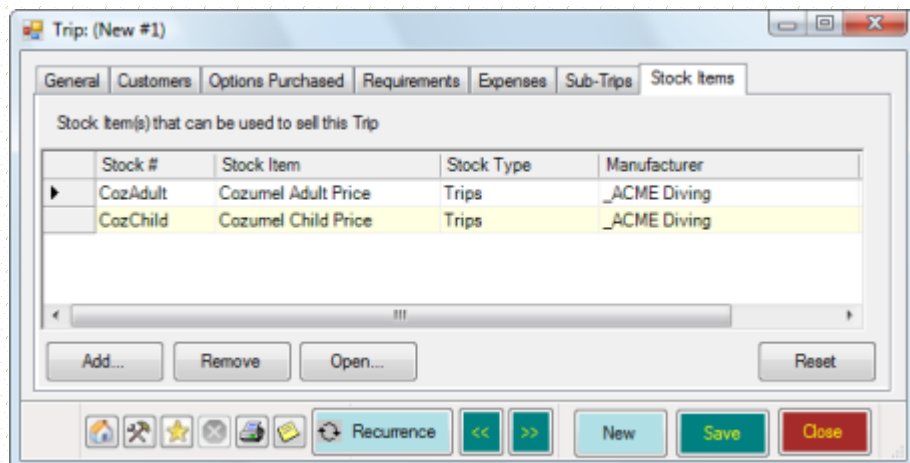 Trip: (New #1)
General Customers Options Purchased Requirements Expenses Sub-Trips Stock Items
Stock Item(s) that can be used to sell this Trip
Stock # Stock Item Stock Type Manufacturer
CozAdult Cozumel Adult Price Trips _ACME Diving
CozChild Cozumel Child Price Trips _ACME Diving
Add... Remove Open... Reset
Recurrence << >> New Save Close